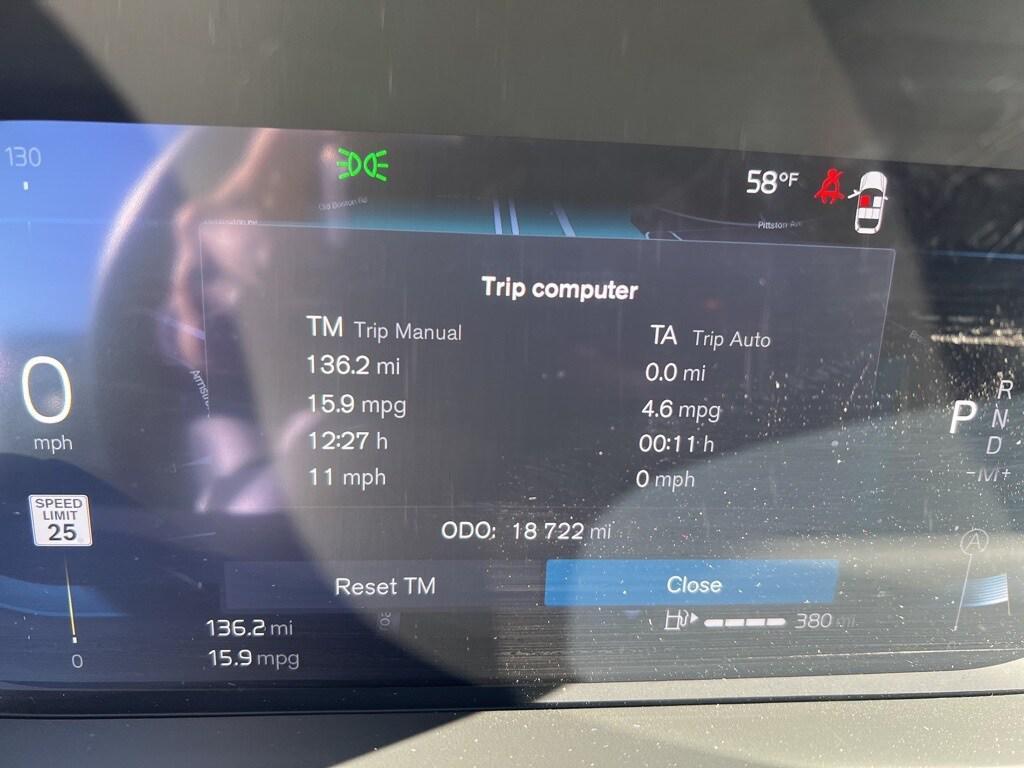 130
58°F
Old Boston Rd
Pittston Ave
Trip computer
TM Trip Manual
136.2 mi
15.9 mpg
12:27 h
11 mph
TA Trip Auto
0.0 mi
4.6 mpg
00:11 h
0 mph
ODO: 18 722 mi
Reset TM
Close
0
mph
SPEED
LIMIT
25
0
136.2 mi
15.9 mpg
380 mi
R
P N
D
-M+
A